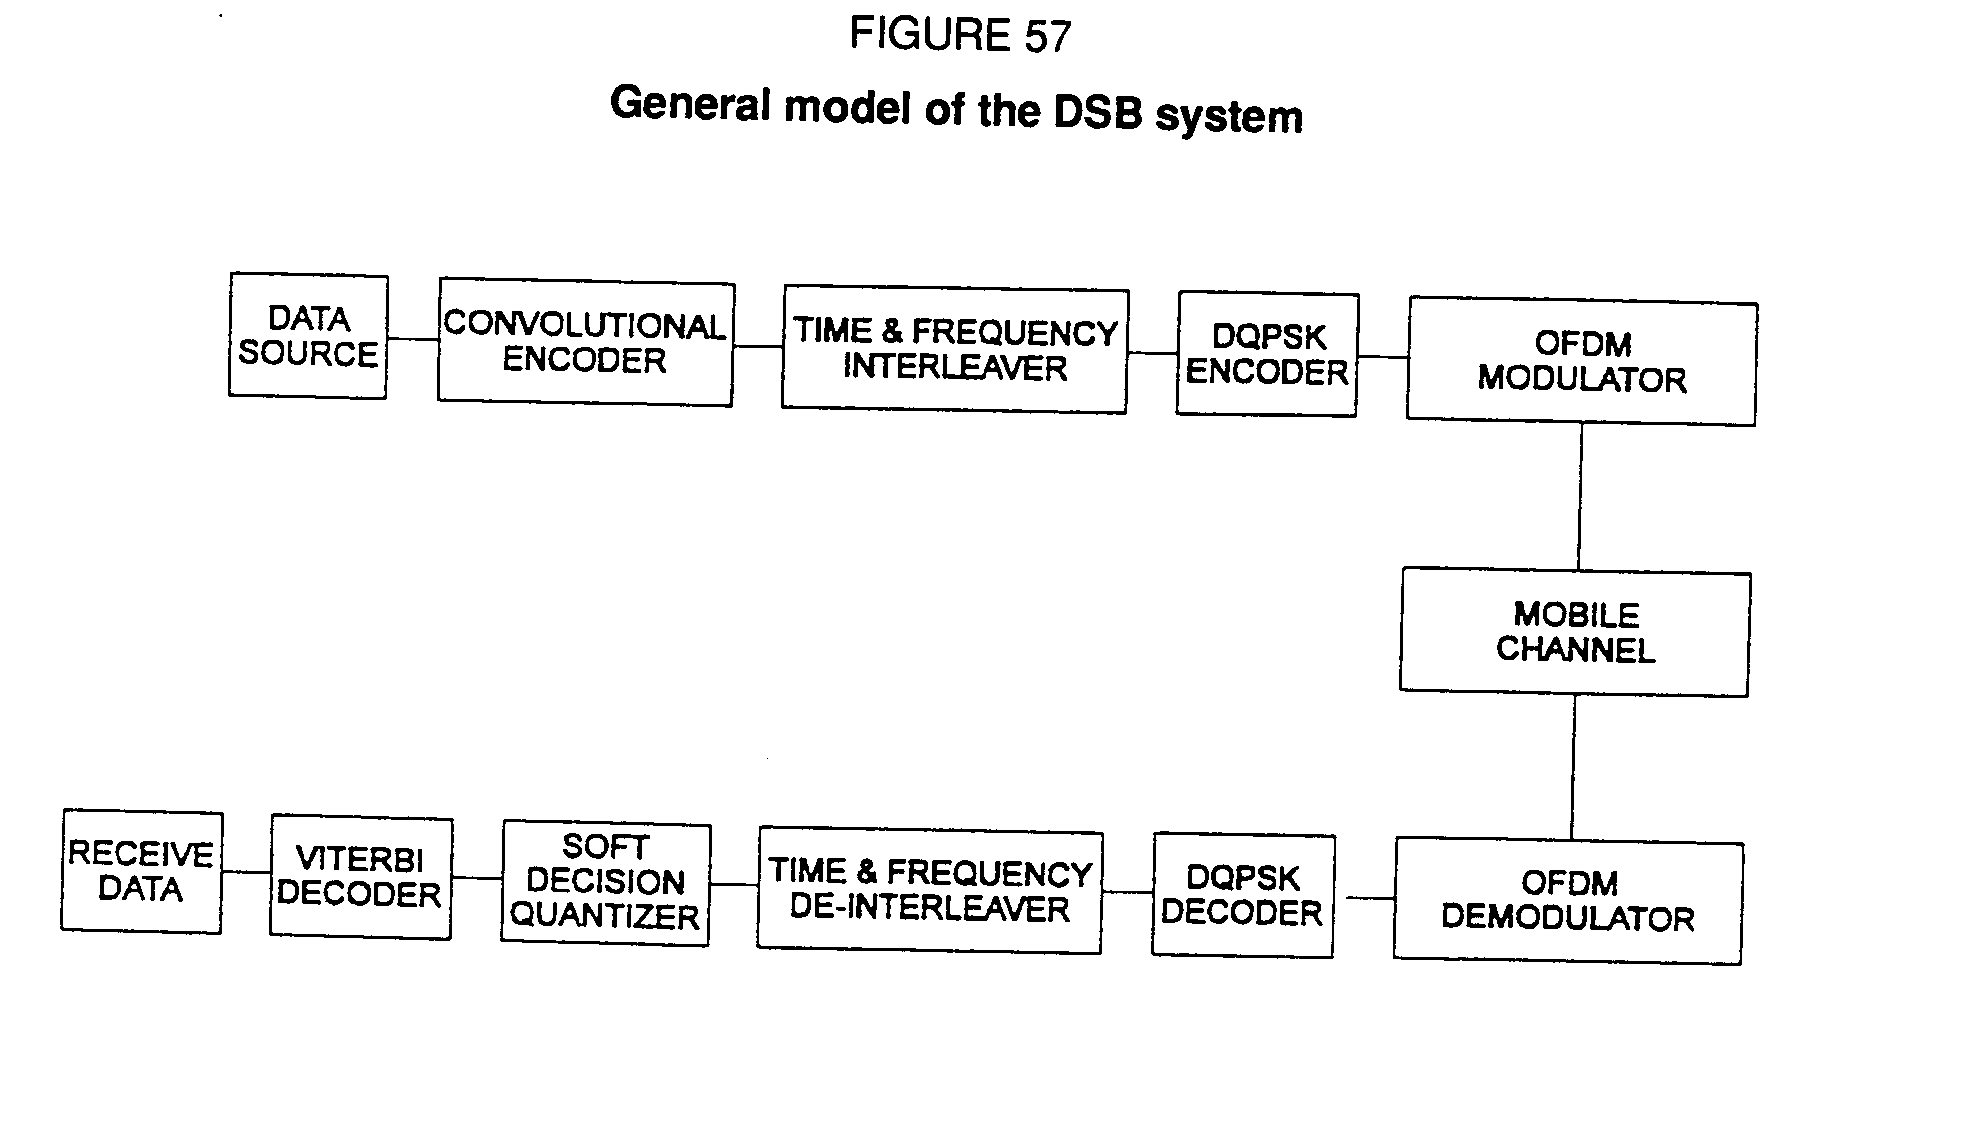 FIGURE 57
General model of the DSB system
DATA
SOURCE
CONVOLUTIONAL
ENCODER
TIME & FREQUENCY
INTERLEAVER
DQPSK
ENCODER
OFDM
MODULATOR
MOBILE
CHANNEL
RECEIVE
DATA
VITERBI
DECODER
SOFT
DECISION
QUANTIZER
TIME & FREQUENCY
DE-INTERLEAVER
DQPSK
DECODER
OFDM
DEMODULATOR